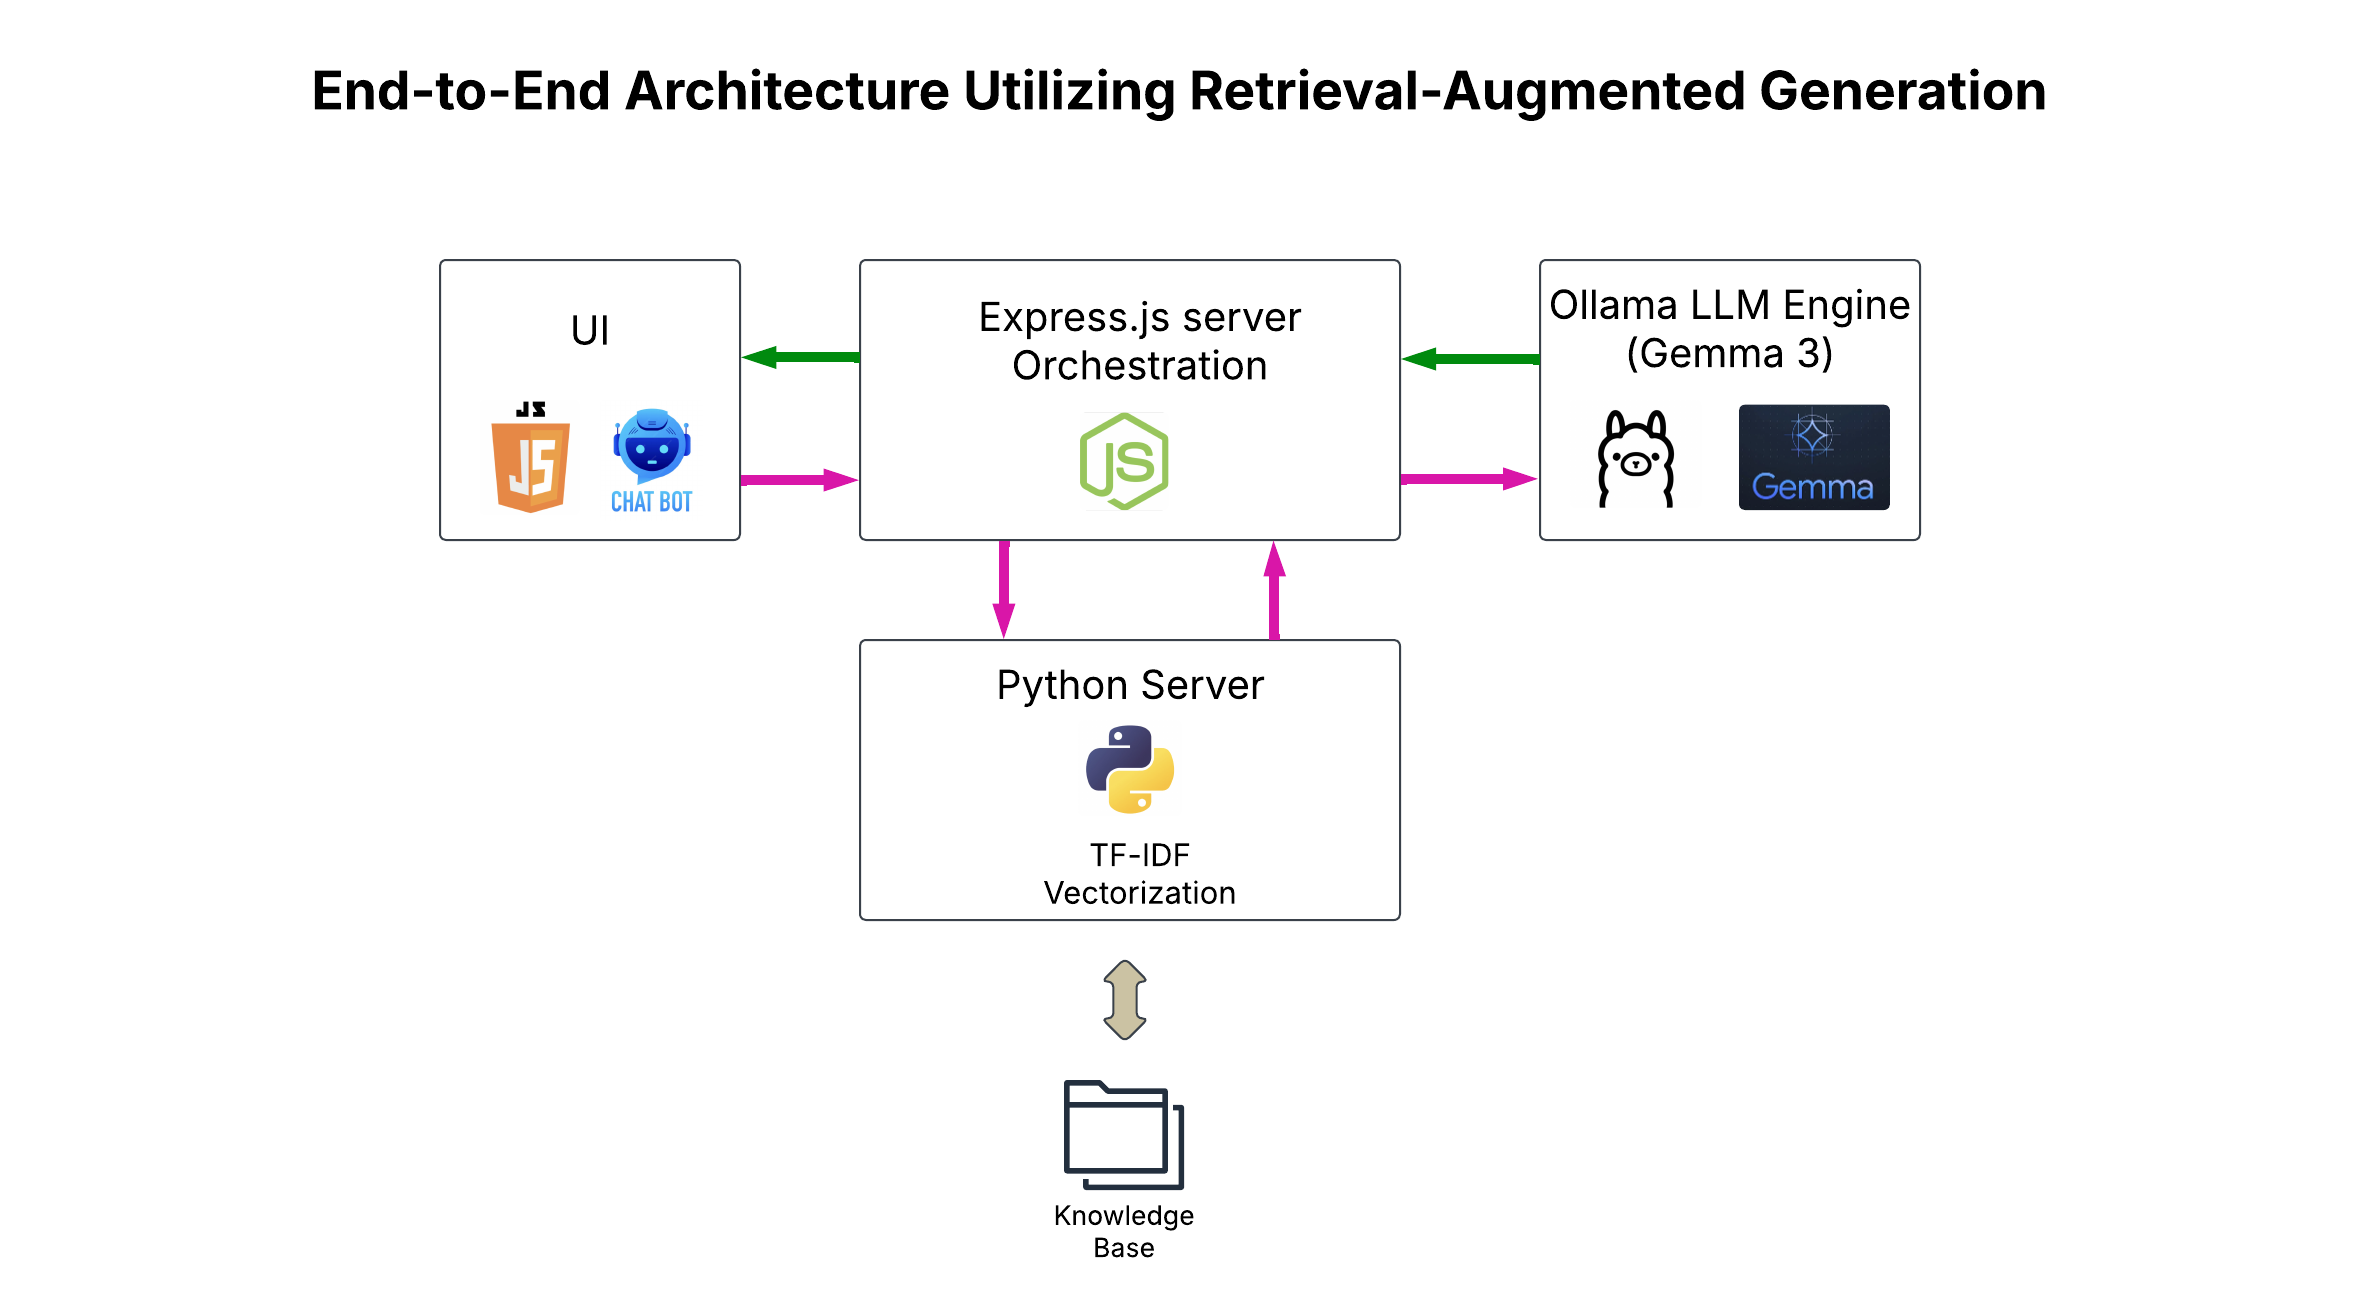 End-to-End Architecture Utilizing Retrieval-Augmented Generation
UI
JS
JS
CHAT BOT
Express.js server
Orchestration
JS
Ollama LLM Engine
(Gemma 3)
Gemma
Python Server
TF-IDF
Vectorization
Knowledge
Base